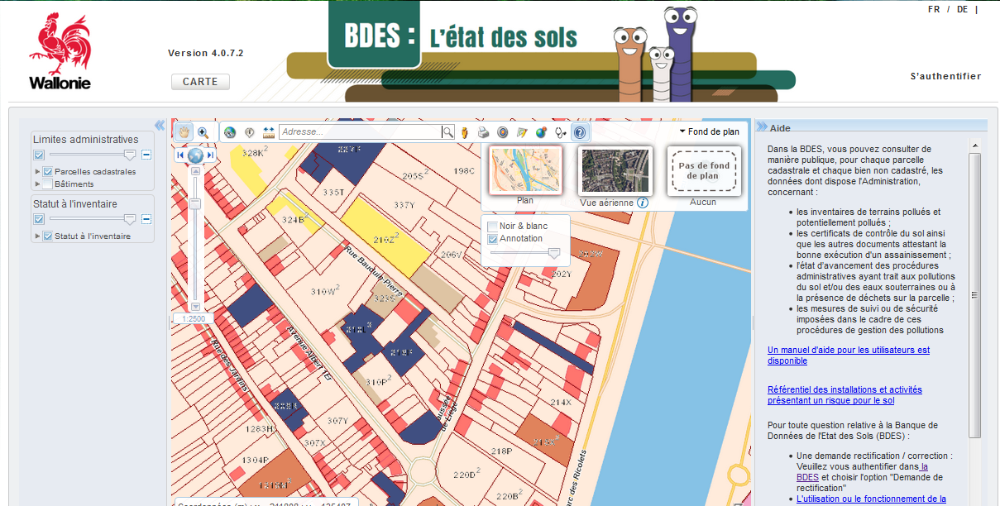 FR / DE |
BDES : L'état des sols
Version 4.0.7.2
CARTE
Wallonie
S'authentifier
Limites administratives
Parcelles cadastrales
Bâtiments
Statut à l'inventaire
Statut à l'inventaire
Adresse...
Fond de plan
Plan
Vue aérienne
Pas de fond
de plan
Aucun
Noir & blanc
Annotation
1:2500
328K²
205S²
198C
335T
337Y
324B²
210Z²
206V
202Y
Rue Bauduin-Pierre
310W²
323S
Avenue Albert 1Er
Rue des Jardins
310P²
214X
307Y
1283H
307X
218P
1304P
220D²
220B²
de Liège
rc des Ricolets
Aide
Dans la BDES, vous pouvez consulter de
manière publique, pour chaque parcelle
cadastrale et chaque bien non cadastré, les
données dont dispose l'Administration,
concernant :
les inventaires de terrains pollués et
potentiellement pollués ;
les certificats de contrôle du sol ainsi
que les autres documents attestant la
bonne exécution d'un assainissement ;
l'état d'avancement des procédures
administratives ayant trait aux pollutions
du sol et/ou des eaux souterraines ou à
la présence de déchets sur la parcelle ;
les mesures de suivi ou de sécurité
imposées dans le cadre de ces
procédures de gestion des pollutions
Un manuel d'aide pour les utilisateurs est
disponible
Référentiel des installations et activités
présentant un risque pour le sol
Pour toute question relative à la Banque de
Données de l'Etat des Sols (BDES) :
Une demande rectification / correction :
Veuillez vous authentifier dans la
BDES et choisir l'option "Demande de
rectification"
L'utilisation ou le fonctionnement de la